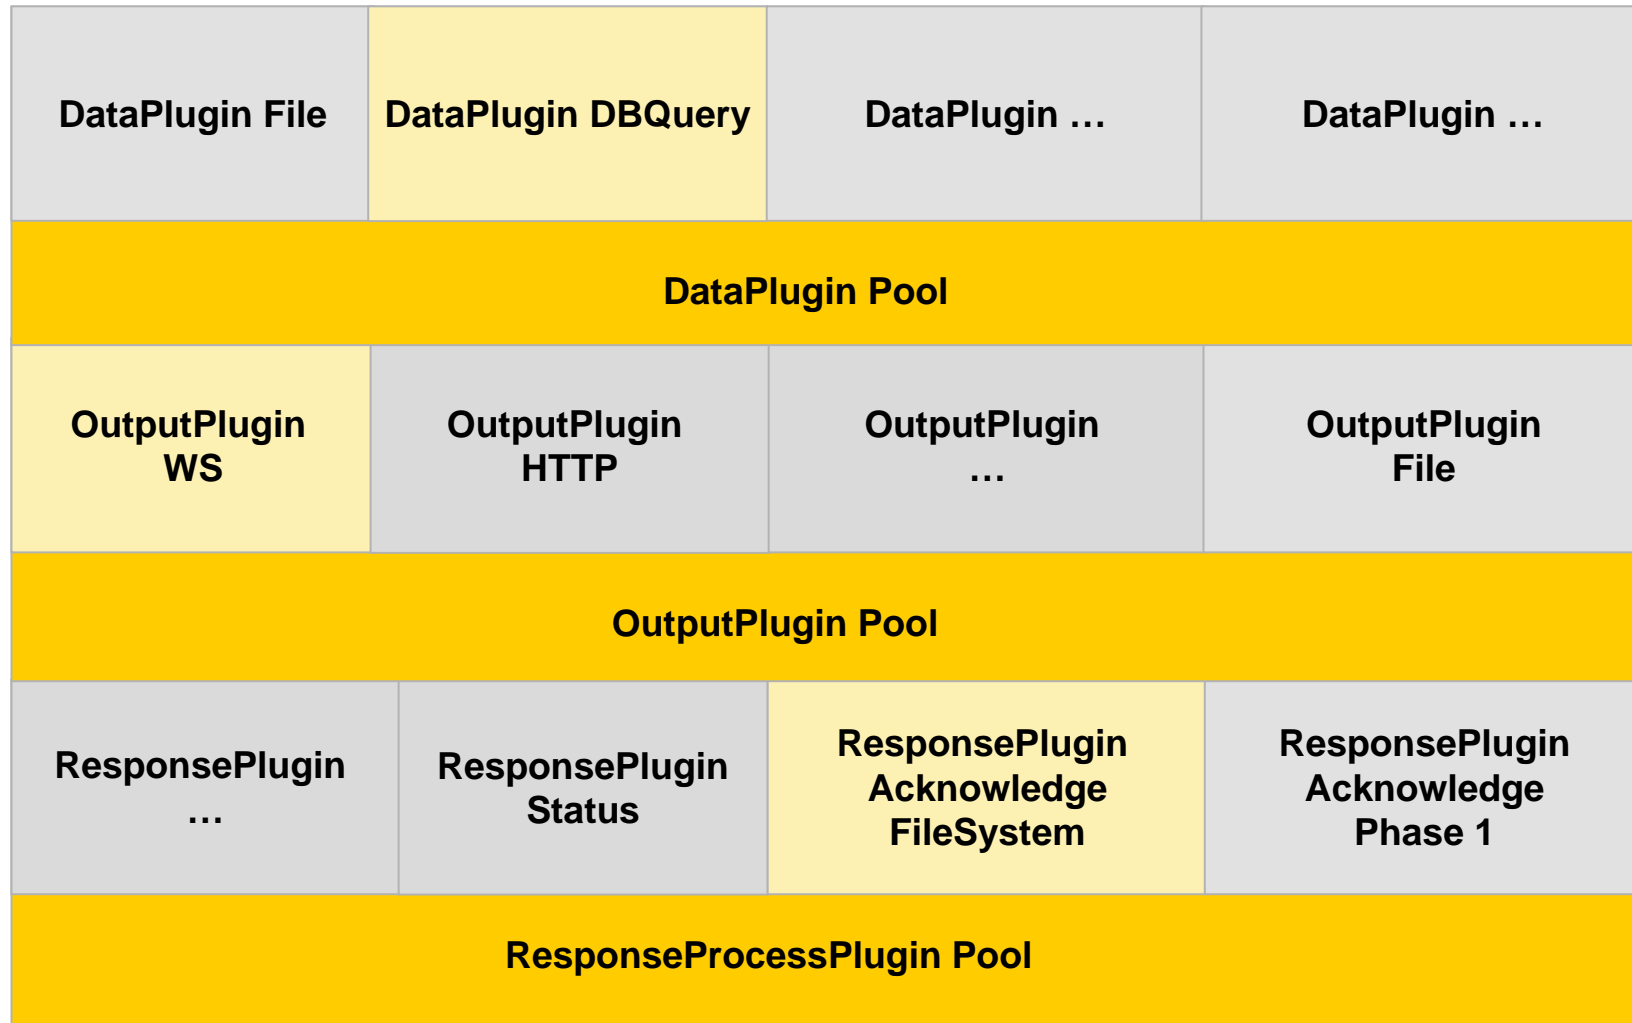 DataPlugin File
DataPlugin DBQuery
DataPlugin …
DataPlugin …
DataPlugin Pool
OutputPlugin
WS
OutputPlugin
HTTP
OutputPlugin
…
OutputPlugin
File
OutputPlugin Pool
ResponsePlugin
…
ResponsePlugin
Status
ResponsePlugin
Acknowledge
FileSystem
ResponsePlugin
Acknowledge
Phase 1
ResponseProcessPlugin Pool